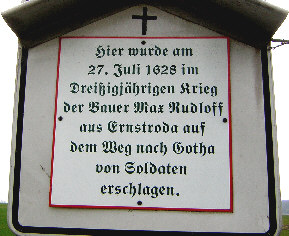 Hier wurde am
27. Juli 1628 im
Dreißigjährigen Krieg
der Bauer Max Rudloff
aus Ernstroda auf
dem Weg nach Gotha
von Soldaten
erschlagen.